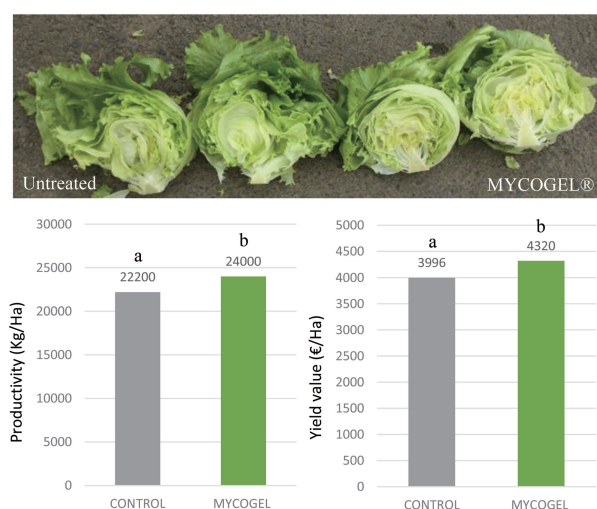 Untreated
MYCOGEL®
Productivity (Kg/Ha)
30000
25000
20000
15000
10000
5000
0
a
22200
b
24000
CONTROL
MYCOGEL
Yield value (€/Ha)
5000
4500
4000
3500
3000
2500
2000
1500
1000
500
0
a
3996
b
4320
CONTROL
MYCOGEL